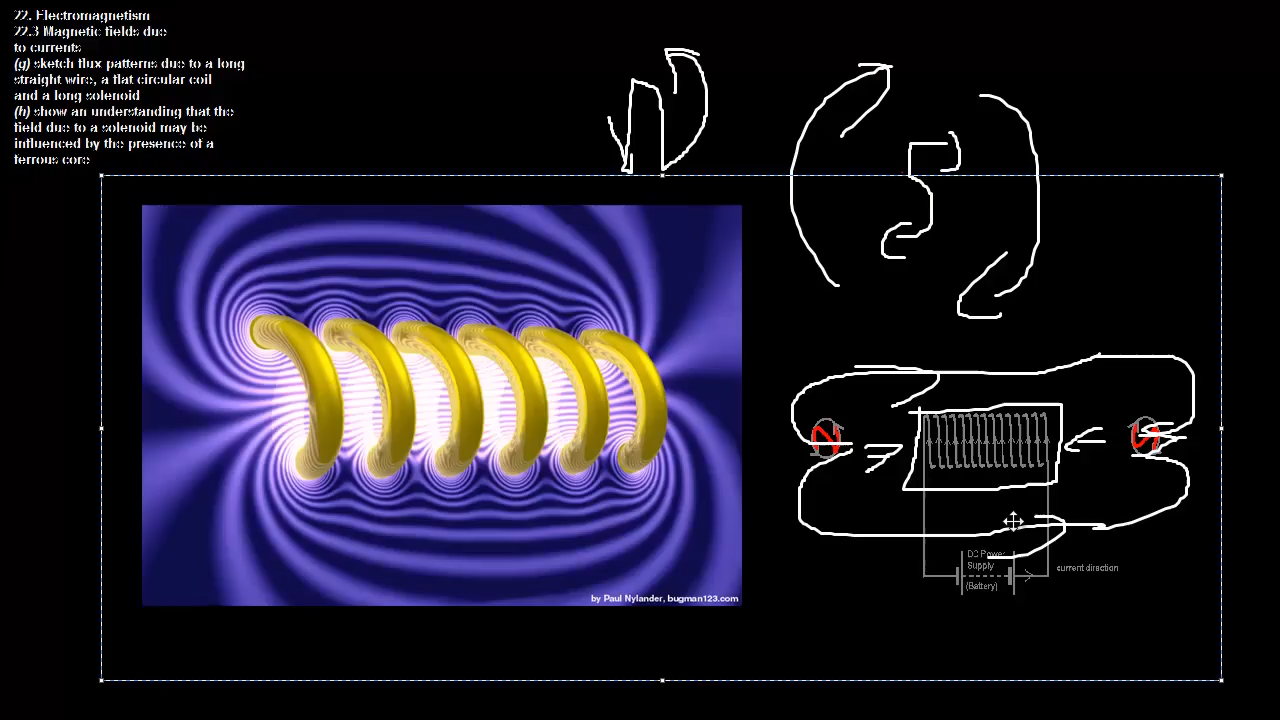 22. Electromagnetism
22.3 Magnetic fields due
to currents
(g) sketch flux patterns due to a long
straight wire, a flat circular coil
and a long solenoid
(h) show an understanding that the
field due to a solenoid may be
influenced by the presence of a
ferrous core
S
N
S
DC Power
Supply
(Battery)
current direction
by Paul Nylander, bugman123.com